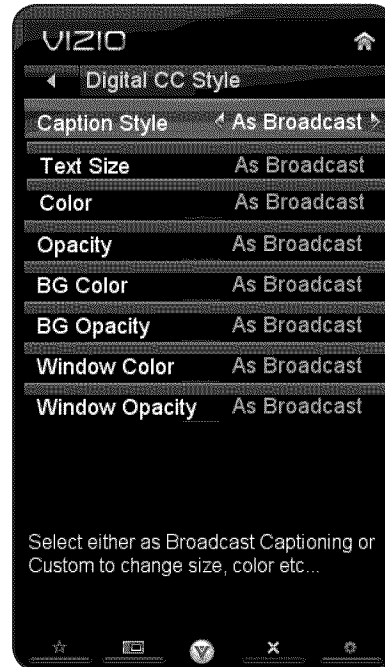 VIZIO
Digital CC Style
Caption Style As Broadcast
Text Size As Broadcast
Color As Broadcast
Opacity As Broadcast
BG Color As Broadcast
BG Opacity As Broadcast
Window Color As Broadcast
Window Opacity As Broadcast
Select either as Broadcast Captioning or
Custom to change size, color etc...
V